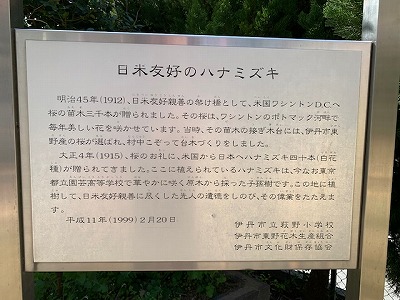 日米友好のハナミズキ
明治45年(1912)、日米友好親善の架け橋として、米国ワシントンD.C.へ
桜の苗木三千本が贈られました。その桜は、ワシントンのポトマック河畔で
毎年美しい花を咲かせています。当時、その苗木の接ぎ木台には、伊丹市東
野産の桜が選ばれ、村中こぞって台木づくりをしました。
大正4年(1915)、桜のお礼に、米国から日本へハナミズキ四十本(白花
種)が贈られてきました。ここに植えられているハナミズキは、今なお東京
都立園芸高等学校で華やかに咲く原木から採った子孫樹です。この地に植
樹して、日米友好親善に尽くした先人の遺徳をしのび、その偉業をたたえま
す。
平成11年(1999)2月20日
伊丹市立荻野小学校
伊丹市東野花木生産組合
伊丹市文化財保存協会